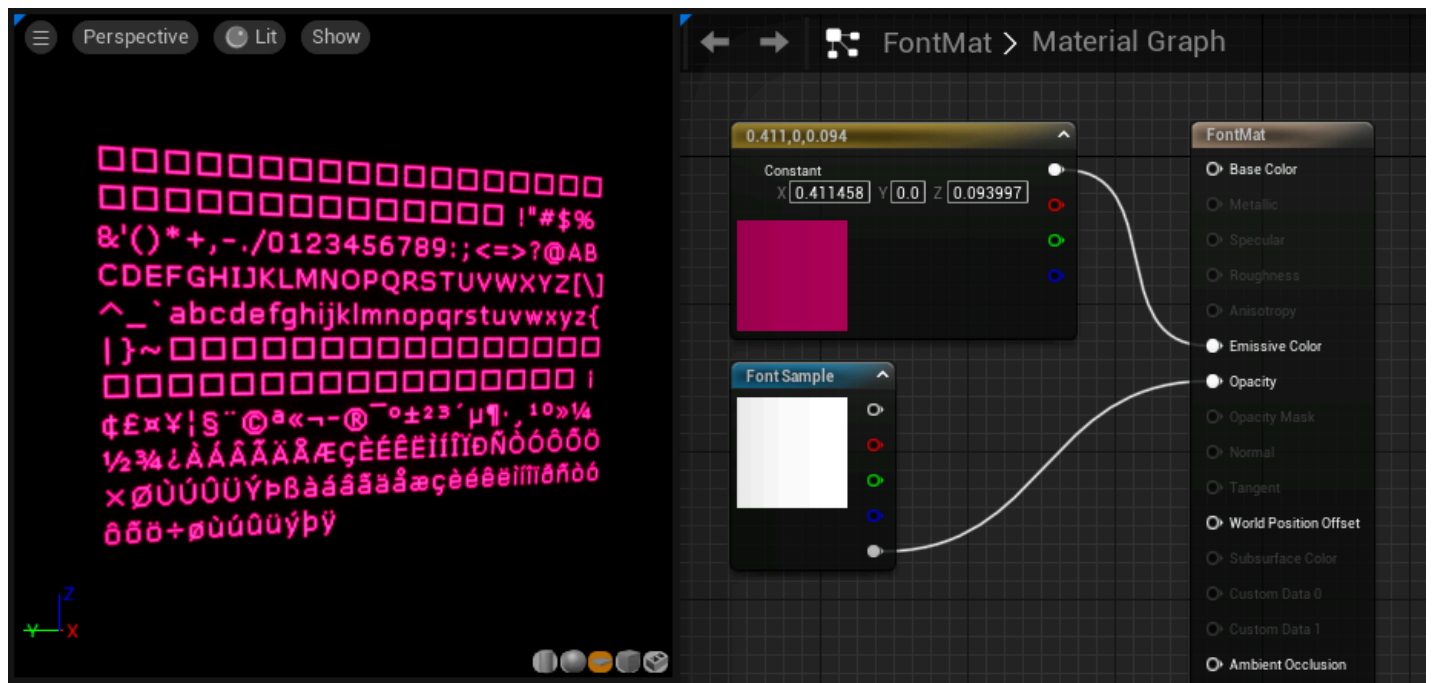 Perspective
Lit
Show
□□□□□□□□□□□□□□□□□□
□□□□□□□□□□□□□□ !"#$%
&'()*+,-./0123456789:;<=>?@AB
CDEFGHIJKLMNOPQRSTUVWXYZ[\]
^_`abcdefghijklmnopqrstuvwxyz{
|}~□□□□□□□□□□□□□□□
□□□□□□□□□□□□□□□□□□ ¡
¢£¤¥¦§¨©ª«¬-®¯°±²³´µ¶·¸¹º»¼
½¾¿ÀÁÂÃÄÅÆÇÈÉÊËÌÍÎÏÐÑÒÓÔÕÖ
×ØÙÚÛÜÝÞßàáâãäåæçèéêëìíîïðñòó
ôõö÷øùúûüýþÿ
Z
Y X
FontMat > Material Graph
0.411,0,0.094
Constant
X 0.411458 Y 0.0 Z 0.093997
Font Sample
FontMat
Base Color
Metallic
Specular
Roughness
Anisotropy
Emissive Color
Opacity
Opacity Mask
Normal
Tangent
World Position Offset
Subsurface Color
Custom Data 0
Custom Data 1
Ambient Occlusion